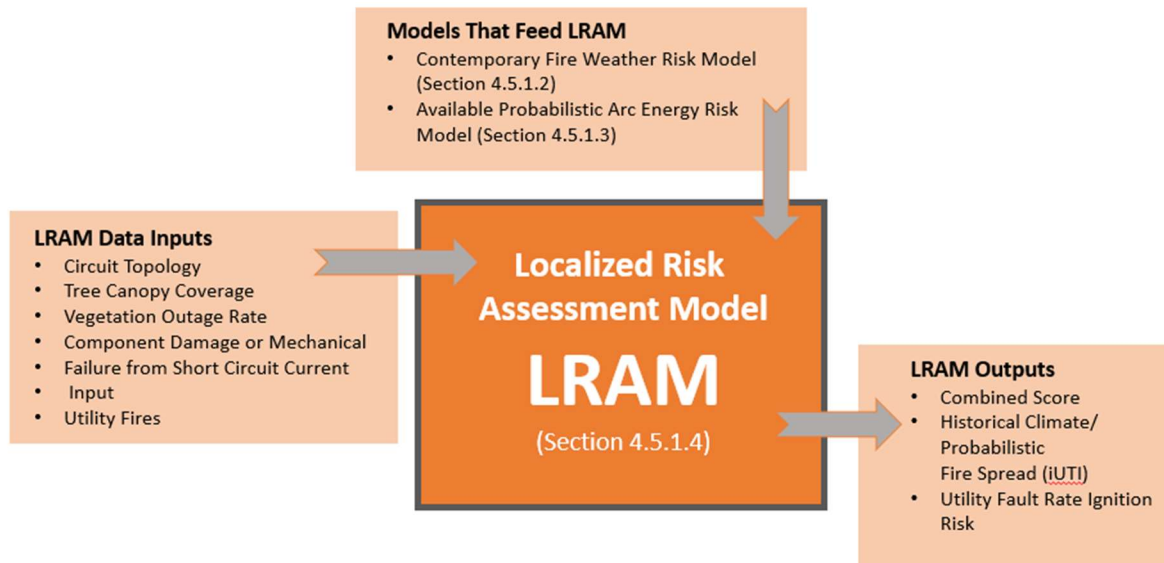 Models That Feed LRAM
• Contemporary Fire Weather Risk Model
(Section 4.5.1.2)
• Available Probabilistic Arc Energy Risk
Model (Section 4.5.1.3)
LRAM Data Inputs
• Circuit Topology
• Tree Canopy Coverage
• Vegetation Outage Rate
• Component Damage or Mechanical
• Failure from Short Circuit Current
• Input
• Utility Fires
Localized Risk
Assessment Model
LRAM
(Section 4.5.1.4)
LRAM Outputs
• Combined Score
• Historical Climate/
Probabilistic
Fire Spread (iUTI)
• Utility Fault Rate Ignition
Risk